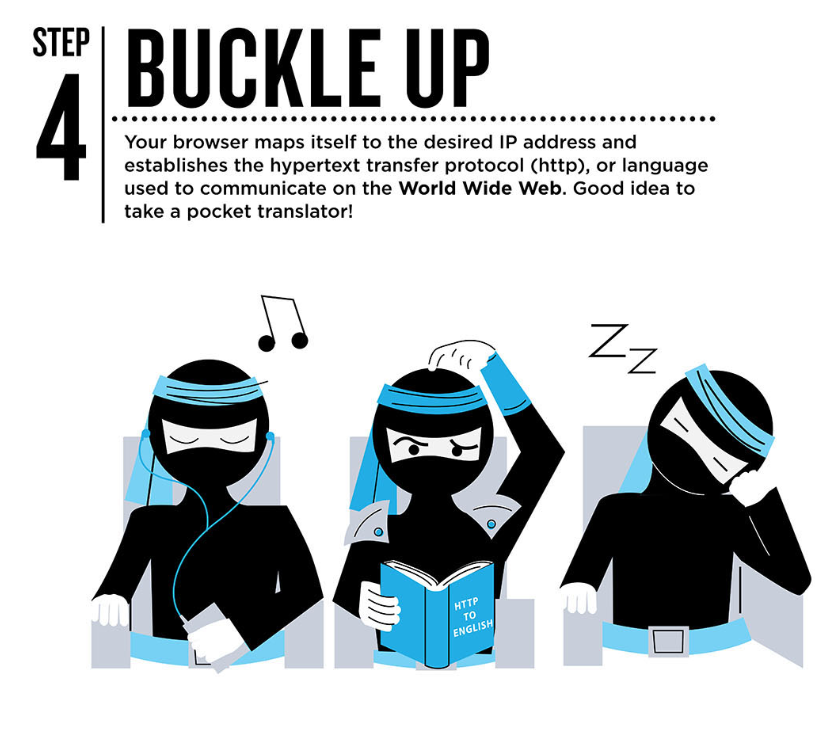 STEP
4
BUCKLE UP
Your browser maps itself to the desired IP address and
establishes the hypertext transfer protocol (http), or language
used to communicate on the World Wide Web. Good idea to
take a pocket translator!
ZZ
HTTP
TO
ENGLISH